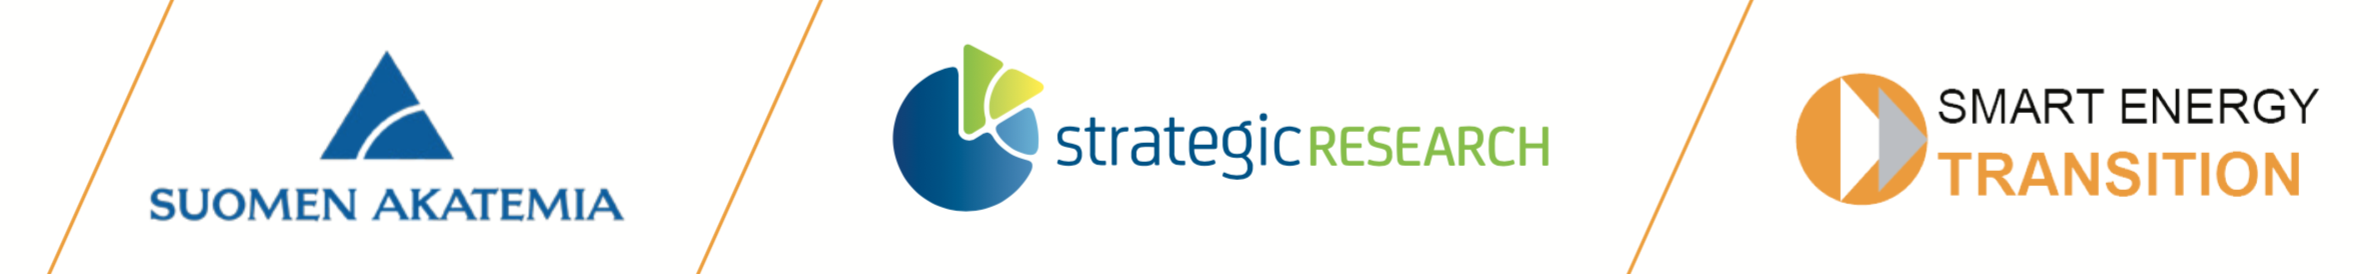 SUOMEN AKATEMIA
strategicRESEARCH
SMART ENERGY
TRANSITION